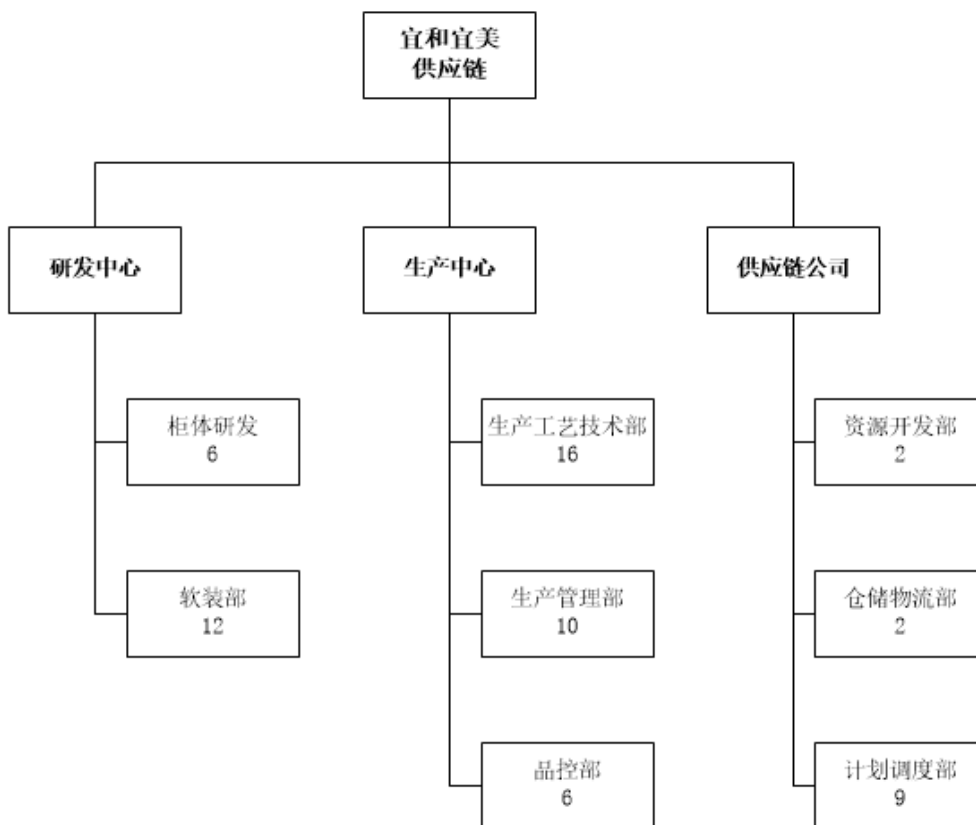 宜和宜美
供应链
研发中心
生产中心
供应链公司
柜体研发
6
生产工艺技术部
16
资源开发部
2
软装部
12
生产管理部
10
仓储物流部
2
品控部
6
计划调度部
9